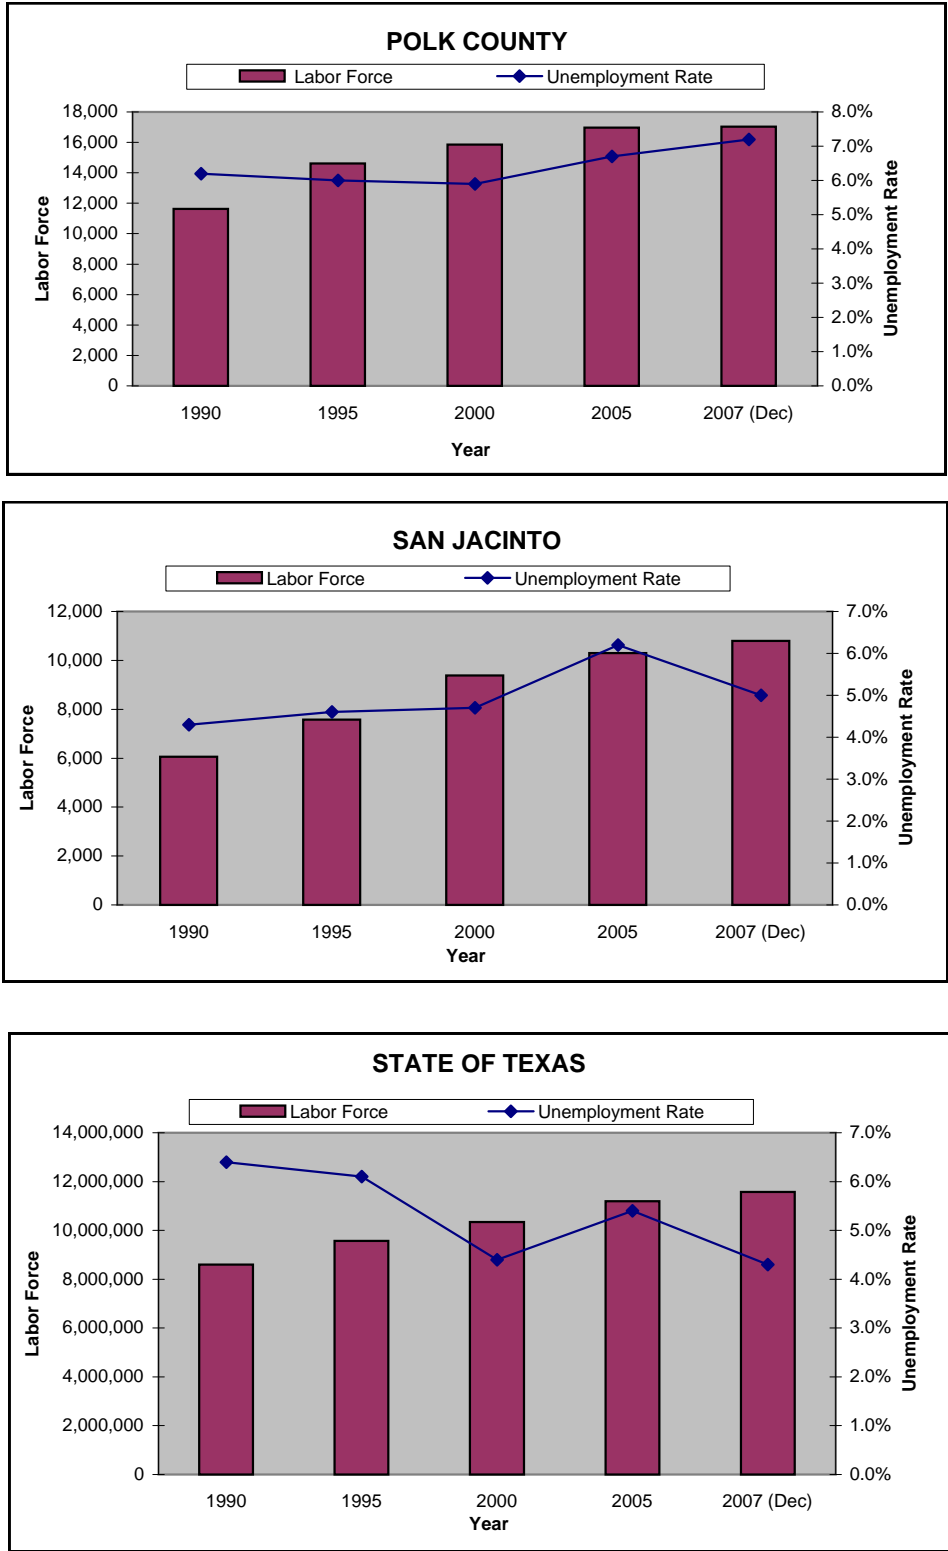 POLK COUNTY
Labor Force Unemployment Rate
18,000 8.0%
16,000 7.0%
14,000 6.0%
12,000 5.0%
10,000 4.0%
8,000 3.0%
6,000 2.0%
4,000 1.0%
2,000 0.0%
0
Labor Force
Unemployment Rate
1990 1995 2000 2005 2007 (Dec)
Year
SAN JACINTO
Labor Force Unemployment Rate
12,000 7.0%
10,000 6.0%
8,000 5.0%
6,000 4.0%
4,000 3.0%
2,000 2.0%
0 1.0%
0.0%
Labor Force
Unemployment Rate
1990 1995 2000 2005 2007 (Dec)
Year
STATE OF TEXAS
Labor Force Unemployment Rate
14,000,000 7.0%
12,000,000 6.0%
10,000,000 5.0%
8,000,000 4.0%
6,000,000 3.0%
4,000,000 2.0%
2,000,000 1.0%
0 0.0%
Labor Force
Unemployment Rate
1990 1995 2000 2005 2007 (Dec)
Year